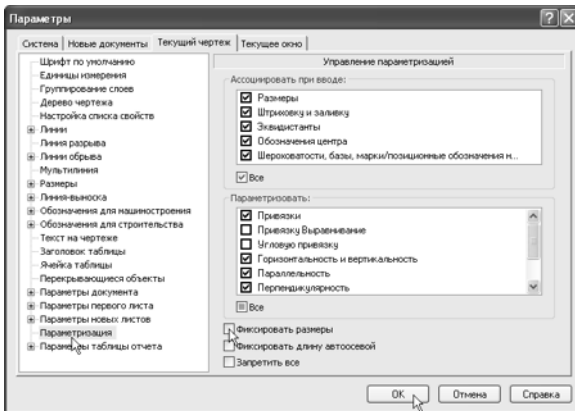 Параметры
Система Новые документы Текущий чертеж Текущее окно
Шрифт по умолчанию
Единицы измерения
Группирование слоев
Дерево чертежа
Настройка списка свойств
Линии
Линия разрыва
Линии обрыва
Мультилиния
Размеры
Линия-выноска
Обозначения для машиностроения
Обозначения для строительства
Текст на чертеже
Заголовок таблицы
Ячейка таблицы
Перекрывающиеся объекты
Параметры документа
Параметры первого листа
Параметры новых листов
Параметризация
Параметры таблицы отчета
Управление параметризацией
Ассоциировать при вводе:
Размеры
Штриховку и заливку
Эквидистанты
Обозначения центра
Шероховатости, базы, марки/позиционные обозначения н...
Все
Параметризовать:
Привязки
Привязку Выравнивание
Угловую привязку
Горизонтальность и вертикальность
Параллельность
Перпендикулярность
Все
Фиксировать размеры
Фиксировать длину автоосевой
Запретить все
ОК Отмена Справка